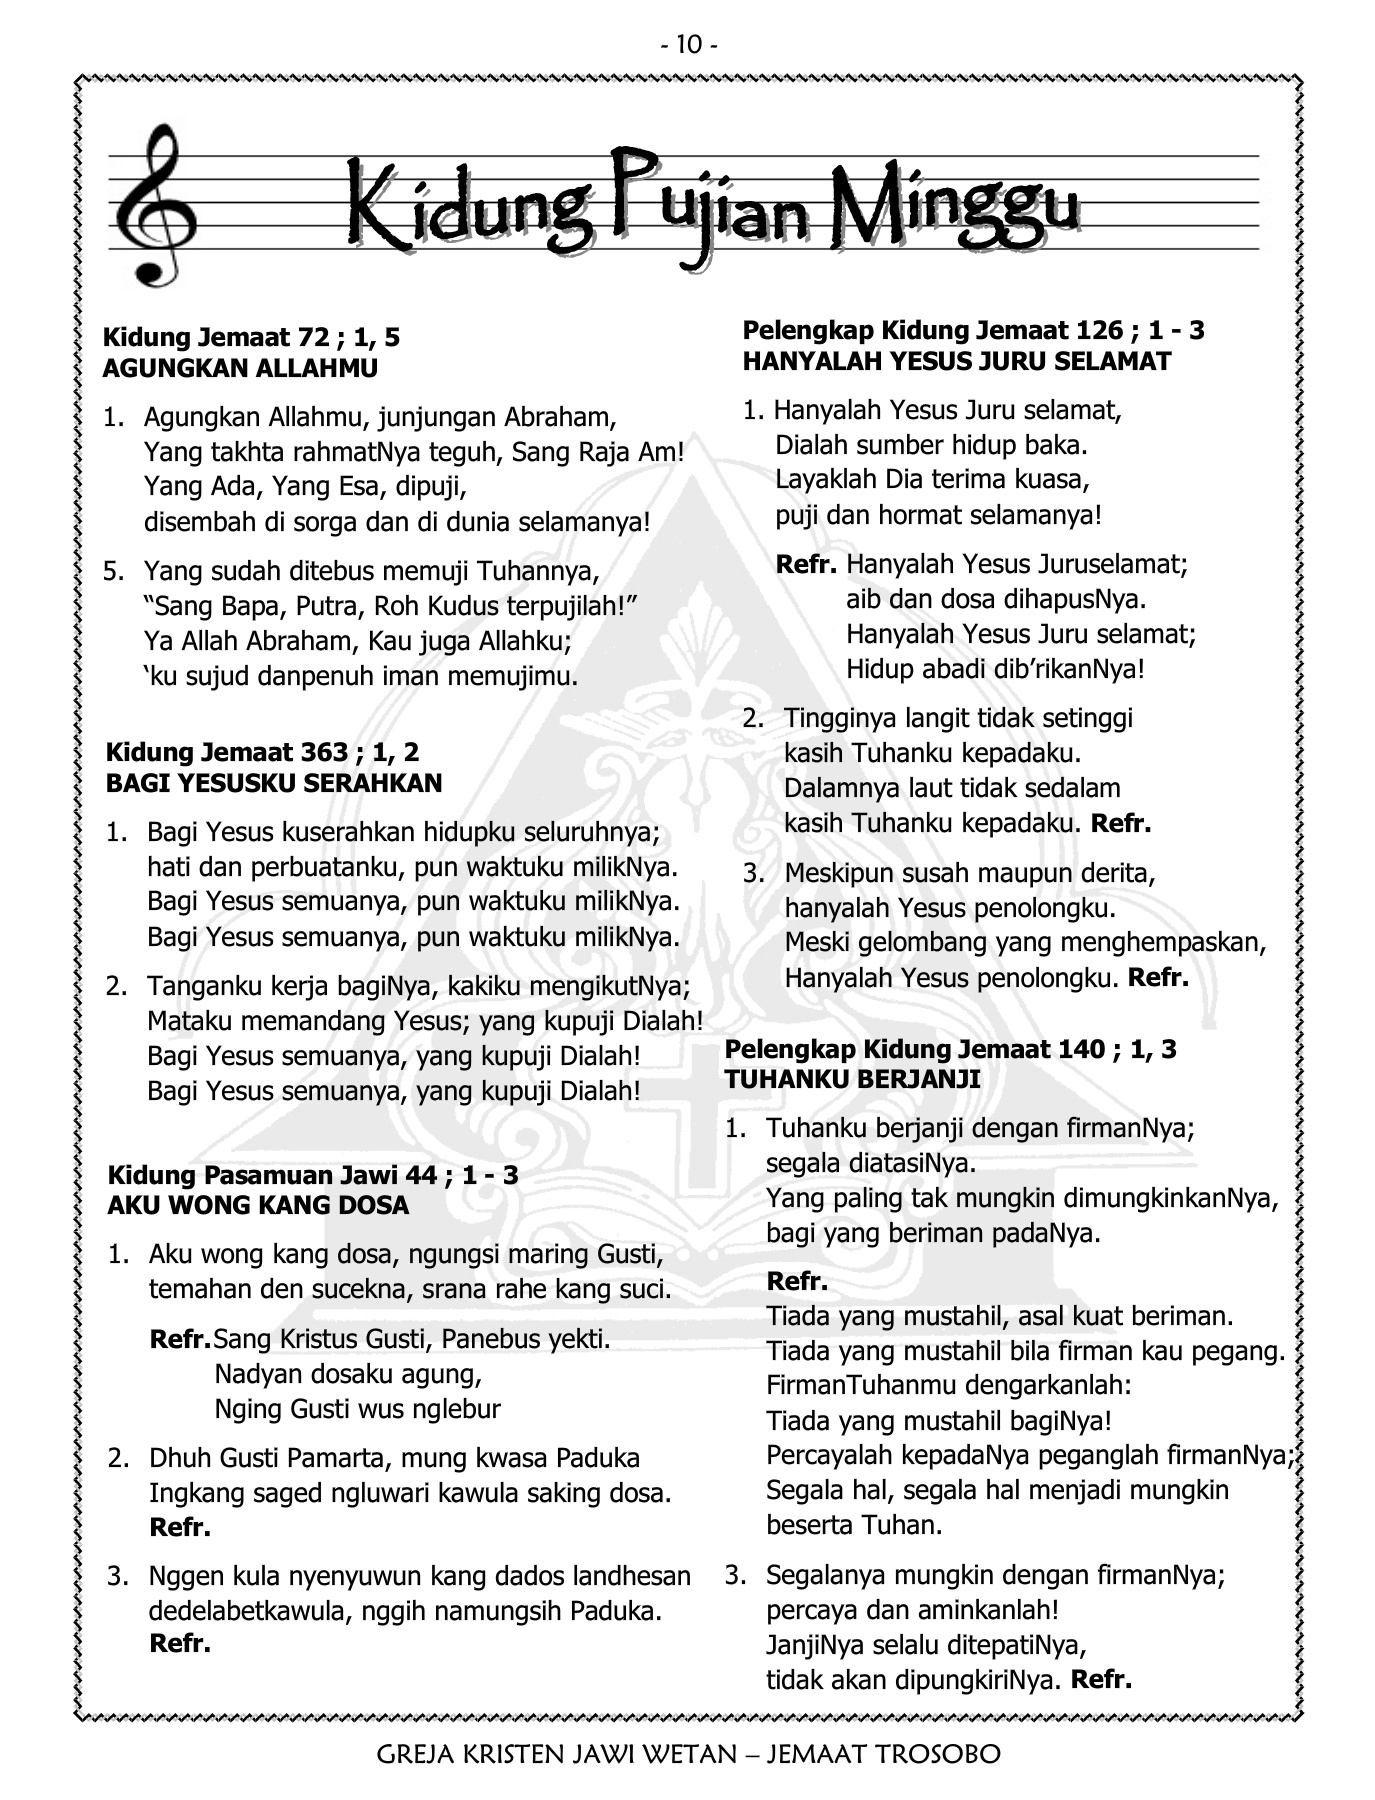 - 10 -
Kidung Pujian Minggu
Kidung Jemaat 72 ; 1, 5
AGUNGKAN ALLAHMU
1. Agungkan Allahmu, junjungan Abraham,
Yang takhta rahmatNya teguh, Sang Raja Am!
Yang Ada, Yang Esa, dipuji,
disembah di sorga dan di dunia selamanya!
5. Yang sudah ditebus memuji Tuhannya,
“Sang Bapa, Putra, Roh Kudus terpujilah!”
Ya Allah Abraham, Kau juga Allahku;
‘ku sujud danpenuh iman memujimu.
Kidung Jemaat 363 ; 1, 2
BAGI YESUSKU SERAHKAN
1. Bagi Yesus kuserahkan hidupku seluruhnya;
hati dan perbuatanku, pun waktuku milikNya.
Bagi Yesus semuanya, pun waktuku milikNya.
Bagi Yesus semuanya, pun waktuku milikNya.
2. Tanganku kerja bagiNya, kakiku mengikutNya;
Mataku memandang Yesus; yang kupuji Dialah!
Bagi Yesus semuanya, yang kupuji Dialah!
Bagi Yesus semuanya, yang kupuji Dialah!
Kidung Pasamuan Jawi 44 ; 1 - 3
AKU WONG KANG DOSA
1. Aku wong kang dosa, ngungsi maring Gusti,
temahan den sucekna, srana rahe kang suci.
Refr.Sang Kristus Gusti, Panebus yekti.
Nadyan dosaku agung,
Nging Gusti wus nglebur
2. Dhuh Gusti Pamarta, mung kwasa Paduka
Ingkang saged ngluwari kawula saking dosa.
Refr.
3. Nggen kula nyenyuwun kang dados landhesan
dedelabetkawula, nggih namungsih Paduka.
Refr.
Pelengkap Kidung Jemaat 126 ; 1 - 3
HANYALAH YESUS JURU SELAMAT
1. Hanyalah Yesus Juru selamat,
Dialah sumber hidup baka.
Layaklah Dia terima kuasa,
puji dan hormat selamanya!
Refr. Hanyalah Yesus Juruselamat;
aib dan dosa dihapusNya.
Hanyalah Yesus Juru selamat;
Hidup abadi dib’rikanNya!
2. Tingginya langit tidak setinggi
kasih Tuhanku kepadaku.
Dalamnya laut tidak sedalam
kasih Tuhanku kepadaku. Refr.
3. Meskipun susah maupun derita,
hanyalah Yesus penolongku.
Meski gelombang yang menghempaskan,
Hanyalah Yesus penolongku. Refr.
Pelengkap Kidung Jemaat 140 ; 1, 3
TUHANKU BERJANJI
1. Tuhanku berjanji dengan firmanNya;
segala diatasiNya.
Yang paling tak mungkin dimungkinkanNya,
bagi yang beriman padaNya.
Refr.
Tiada yang mustahil, asal kuat beriman.
Tiada yang mustahil bila firman kau pegang.
FirmanTuhanmu dengarkanlah:
Tiada yang mustahil bagiNya!
Percayalah kepadaNya peganglah firmanNya;
Segala hal, segala hal menjadi mungkin
beserta Tuhan.
3. Segalanya mungkin dengan firmanNya;
percaya dan aminkanlah!
JanjiNya selalu ditepatiNya,
tidak akan dipungkiriNya. Refr.
GREJA KRISTEN JAWI WETAN – JEMAAT TROSOBO